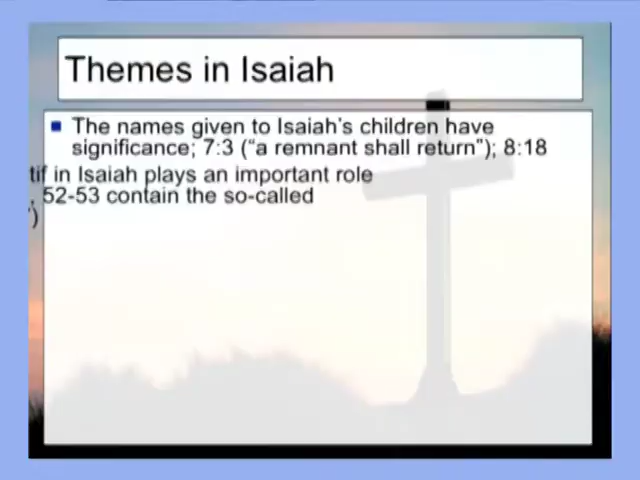 Themes in Isaiah
The names given to Isaiah's children have
significance; 7:3 ("a remnant shall return"); 8:18
tif in Isaiah plays an important role
, 52-53 contain the so-called
")